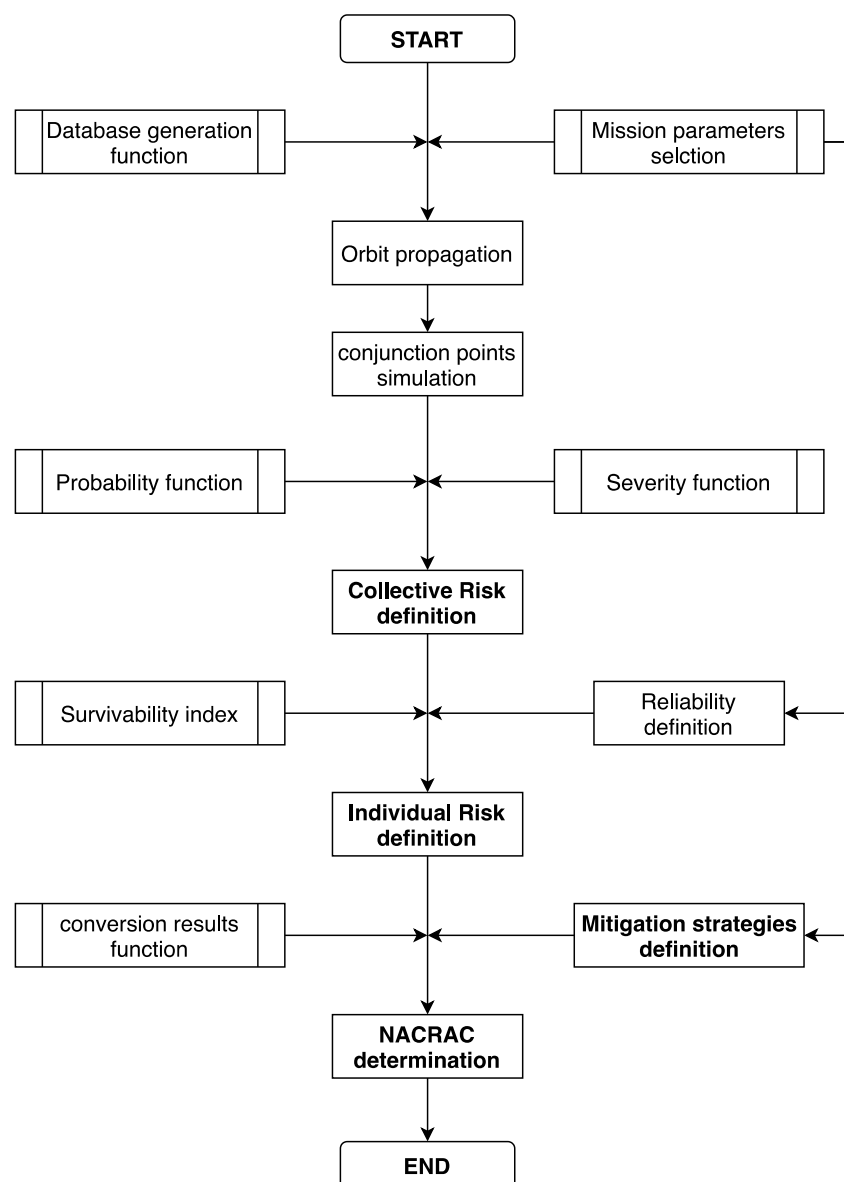 START
Database generation
function
Mission parameters
selction
Orbit propagation
conjunction points
simulation
Probability function
Severity function
Collective Risk
definition
Survivability index
Reliability
definition
Individual Risk
definition
conversion results
function
Mitigation strategies
definition
NACRAC
determination
END